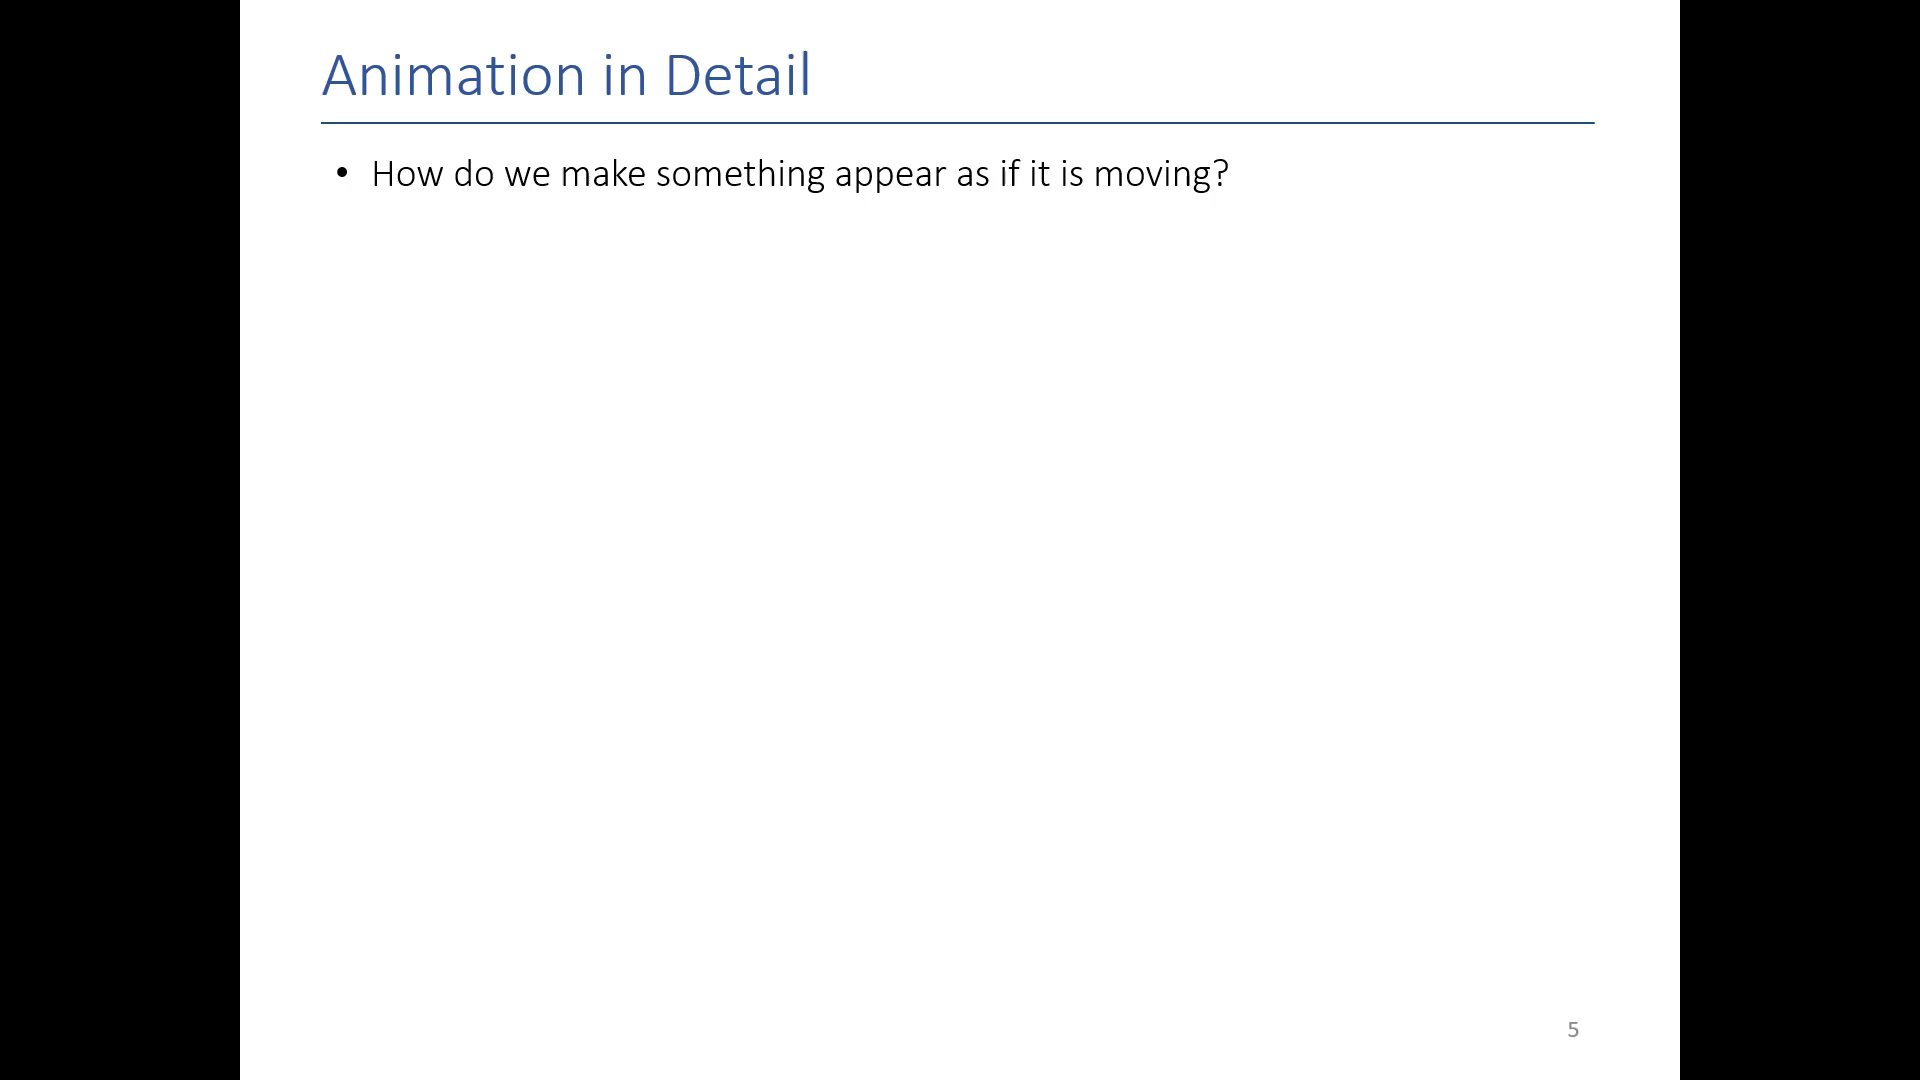 Animation in Detail
• How do we make something appear as if it is moving?
5